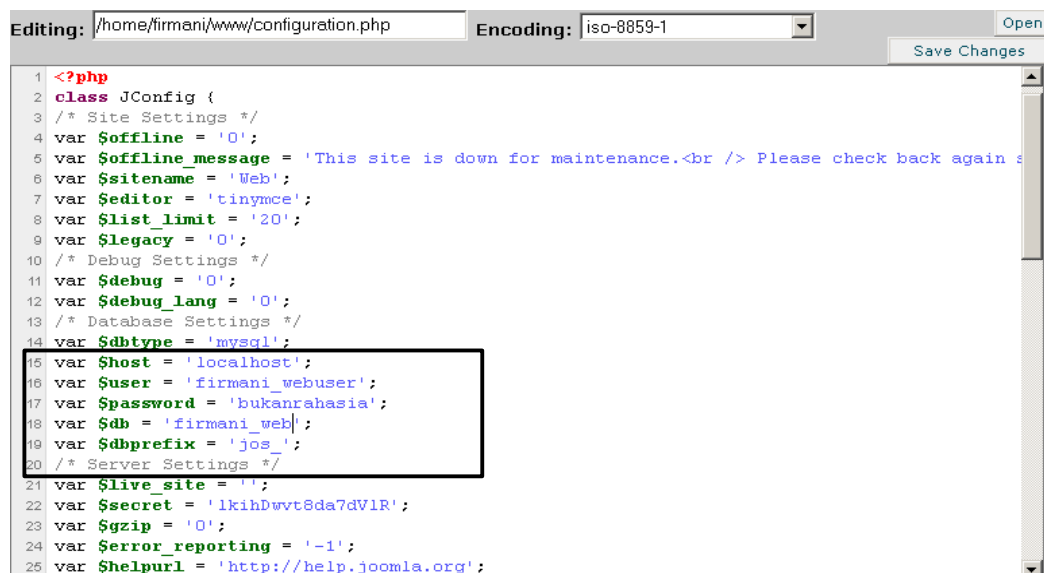 Editing: /home/firmani/www/configuration.php Encoding: iso-8859-1 Open
Save Changes
1 <?php
2 class JConfig {
3 /* Site Settings */
4 var $offline = '0';
5 var $offline_message = 'This site is down for maintenance.<br /> Please check back again s
6 var $sitename = 'Web';
7 var $editor = 'tinymce';
8 var $list_limit = '20';
9 var $legacy = '0';
10 /* Debug Settings */
11 var $debug = '0';
12 var $debug_lang = '0';
13 /* Database Settings */
14 var $dbtype = 'mysql';
15 var $host = 'localhost';
16 var $user = 'firmani_webuser';
17 var $password = 'bukanrahasia';
18 var $db = 'firmani_web';
19 var $dbprefix = 'jos_';
20 /* Server Settings */
21 var $live_site = '';
22 var $secret = 'lkihDwvt8da7dVlR';
23 var $gzip = '0';
24 var $error_reporting = '-1';
25 var $helpurl = 'http://help.joomla.org';